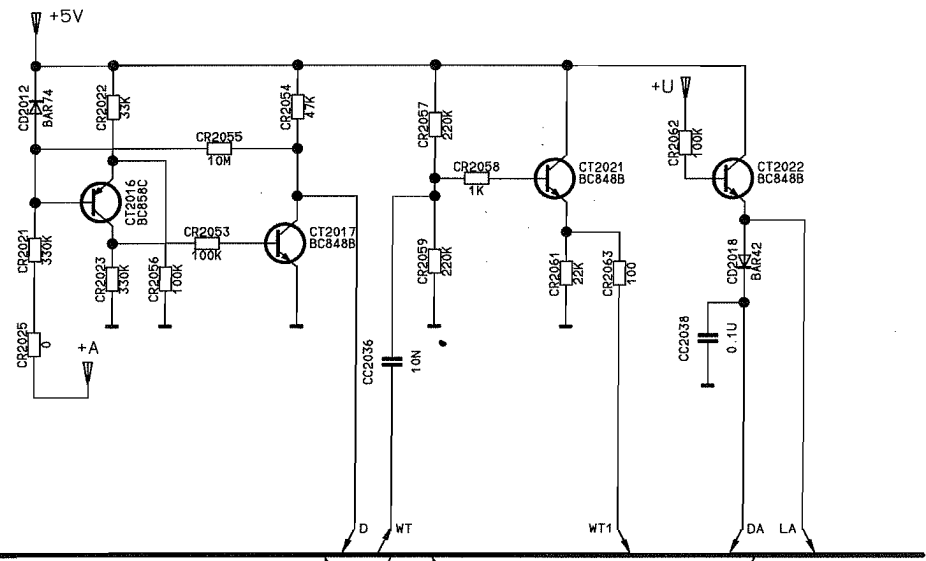 +5V
CD2012
BAR74
CR2022
33K
CR2054
47K
CR2055
10M
CR2057
220K
+U
CR2062
100K
CT2016
BC858C
CR2058
1K
CT2021
BC848B
CT2022
BC848B
CR2021
330K
CR2023
330K
CR2056
100K
CR2053
100K
CT2017
BC848B
CR2059
220K
CR2061
22K
CR2063
100
CD2018
BAR42
CR2025
0
+A
CC2036
10N
CC2038
0.1U
D
WT
WT1
DA
LA